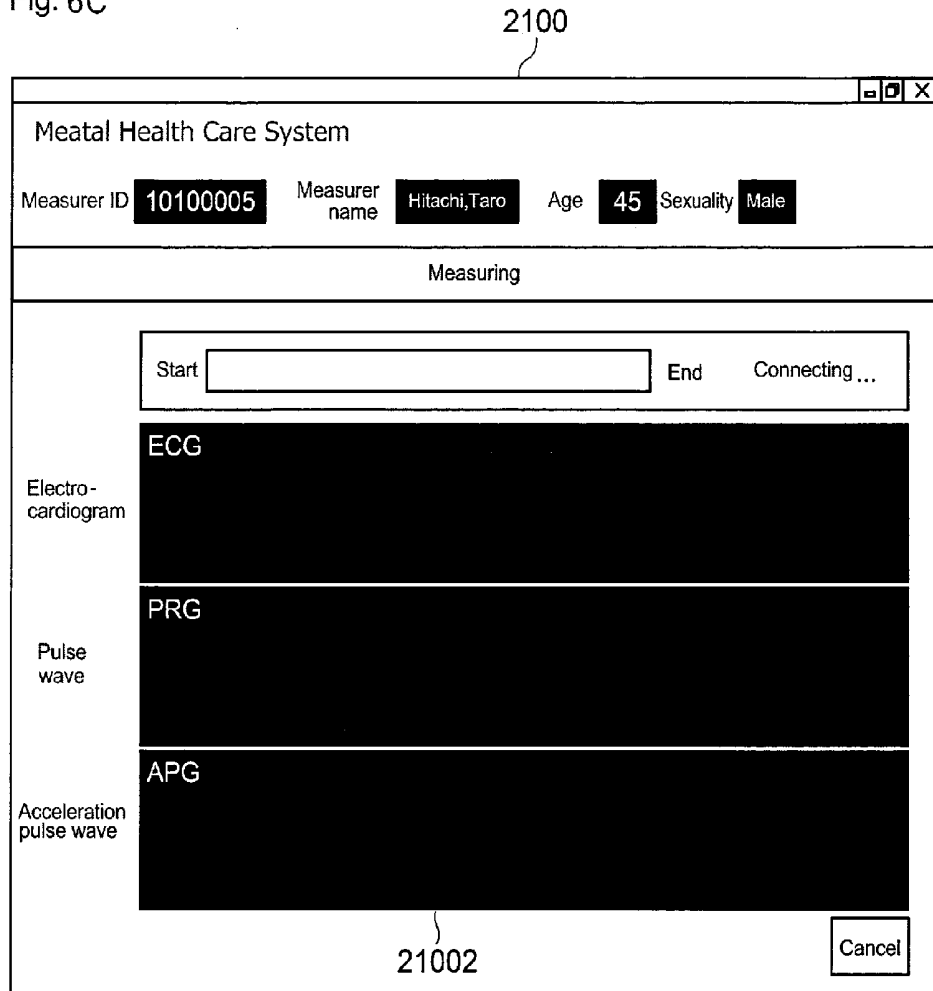 Fig. 6C
2100
Meatal Health Care System
Measurer ID 10100005 Measurer name Hitachi,Taro Age 45 Sexuality Male
Measuring
Start End Connecting...
ECG
Electro-
cardiogram
PRG
Pulse
wave
APG
Acceleration
pulse wave
21002
Cancel